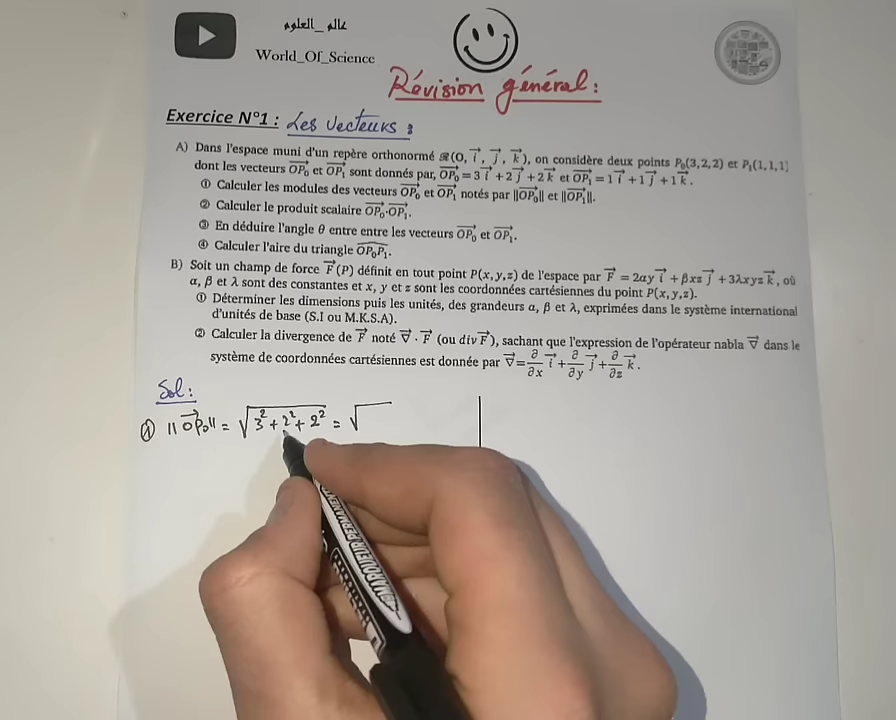 عالم_العلوم
World_Of_Science
Révision général :
Exercice N°1 : Les Vecteurs :
A) Dans l'espace muni d'un repère orthonormé ℛ(O, i⃗, j⃗, k⃗), on considère deux points P₀(3,2,2) et P₁(1,1,1)
dont les vecteurs OP₀⃗ et OP₁⃗ sont donnés par, OP₀⃗ = 3 i⃗ + 2 j⃗ + 2 k⃗ et OP₁⃗ = 1 i⃗ + 1 j⃗ + 1 k⃗.
① Calculer les modules des vecteurs OP₀⃗ et OP₁⃗ notés par ||OP₀⃗|| et ||OP₁⃗||.
② Calculer le produit scalaire OP₀⃗·OP₁⃗.
③ En déduire l'angle θ entre entre les vecteurs OP₀⃗ et OP₁⃗.
④ Calculer l'aire du triangle OP₀P₁.
B) Soit un champ de force F⃗(P) définit en tout point P(x,y,z) de l'espace par F⃗ = 2αy i⃗ + βxz j⃗ + 3λxyz k⃗, où
α, β et λ sont des constantes et x, y et z sont les coordonnées cartésiennes du point P(x,y,z).
① Déterminer les dimensions puis les unités, des grandeurs α, β et λ, exprimées dans le système international
d'unités de base (S.I ou M.K.S.A).
② Calculer la divergence de F⃗ noté ∇⃗ · F⃗ (ou div F⃗), sachant que l'expression de l'opérateur nabla ∇⃗ dans le
système de coordonnées cartésiennes est donnée par ∇⃗ = ∂/∂x i⃗ + ∂/∂y j⃗ + ∂/∂z k⃗.
Sol :
① ||OP₀⃗|| = √(3² + 2² + 2²) = √
MARQUEUR PERMANENT